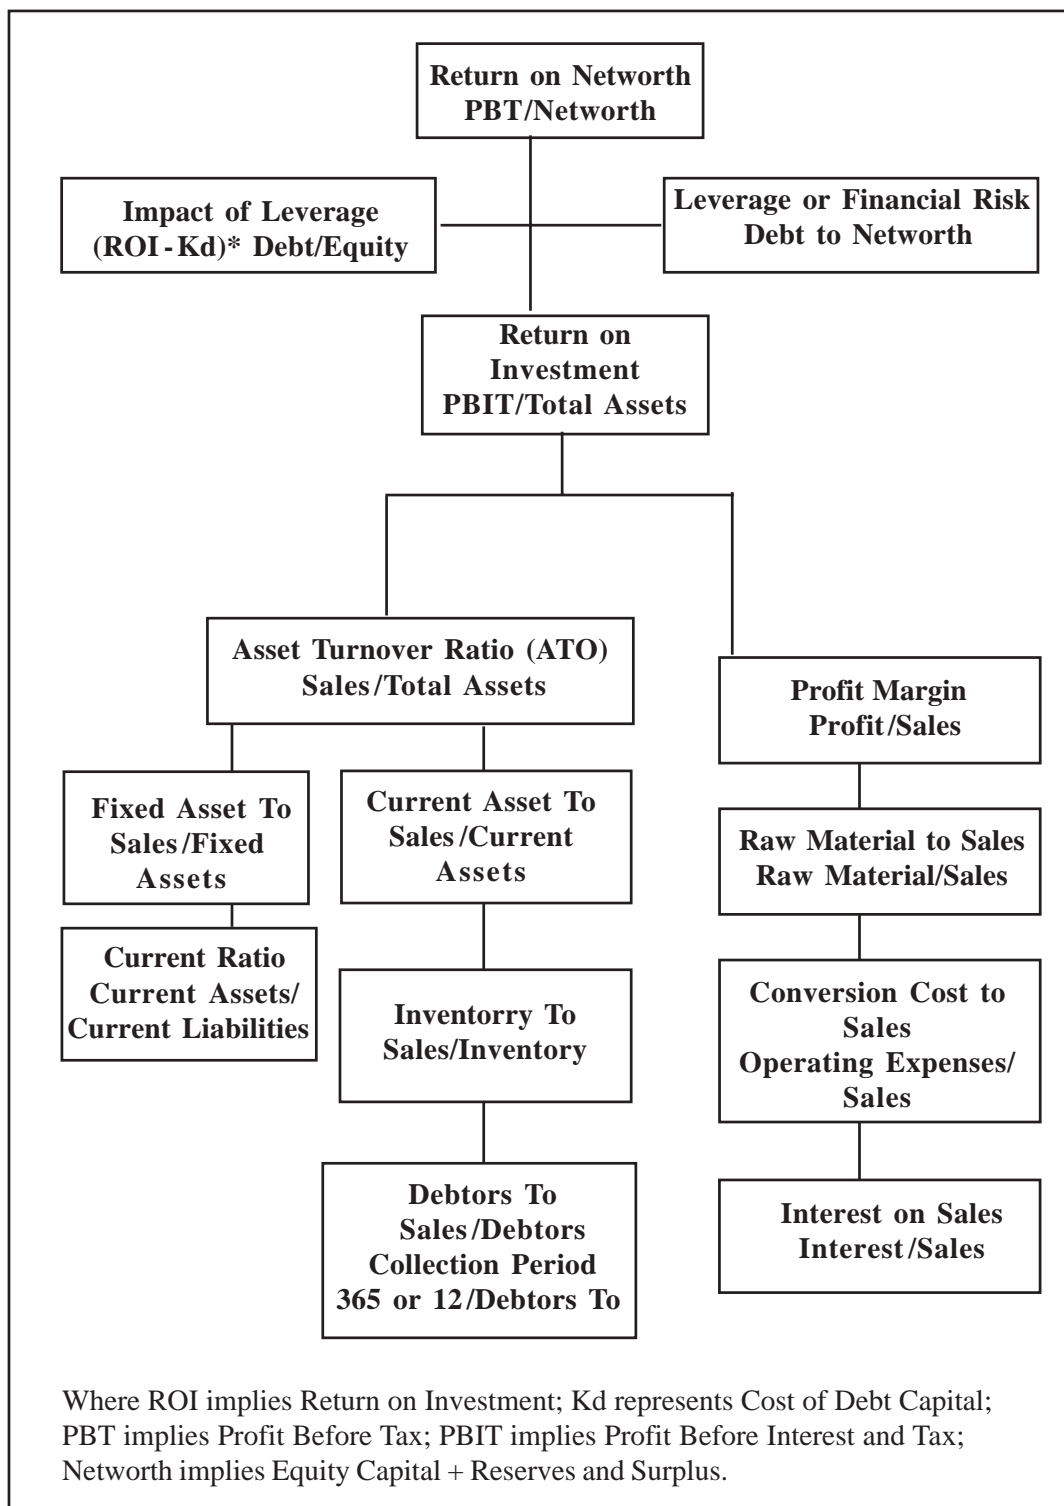 Return on Networth
PBT/Networth
Impact of Leverage
(ROI - Kd)* Debt/Equity
Leverage or Financial Risk
Debt to Networth
Return on
Investment
PBIT/Total Assets
Asset Turnover Ratio (ATO)
Sales/Total Assets
Profit Margin
Profit/Sales
Fixed Asset To
Sales/Fixed
Assets
Current Asset To
Sales/Current
Assets
Raw Material to Sales
Raw Material/Sales
Current Ratio
Current Assets/
Current Liabilities
Inventorry To
Sales/Inventory
Conversion Cost to
Sales
Operating Expenses/
Sales
Debtors To
Sales/Debtors
Collection Period
365 or 12/Debtors To
Interest on Sales
Interest/Sales
Where ROI implies Return on Investment; Kd represents Cost of Debt Capital;
PBT implies Profit Before Tax; PBIT implies Profit Before Interest and Tax;
Networth implies Equity Capital + Reserves and Surplus.